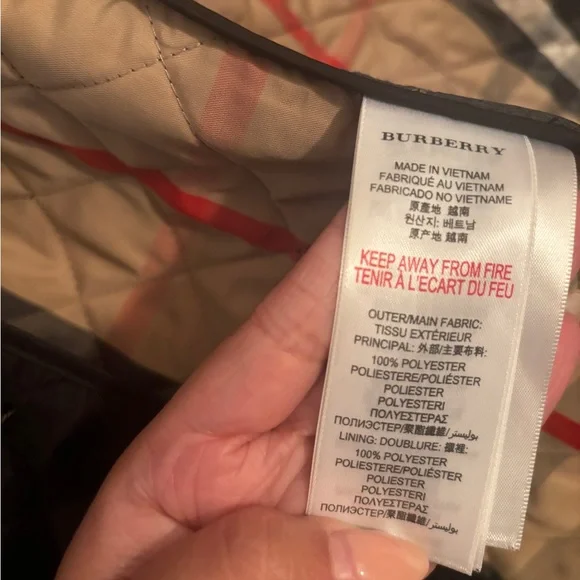 BURBERRY
MADE IN VIETNAM
FABRIQUÉ AU VIETNAM
FABRICADO NO VIETNAME
原產地 越南
원산지: 베트남
原产地 越南
KEEP AWAY FROM FIRE
TENIR À L'ECART DU FEU
OUTER/MAIN FABRIC:
TISSU EXTÉRIEUR
PRINCIPAL: 外部/主要布料:
100% POLYESTER
POLIESTERE/POLIÉSTER
POLIESTER
POLYESTERI
ΠΟΛΥΕΣΤΕΡΑΣ
ПОЛИЭСТЕР/聚酯纖維/بوليستر
LINING: DOUBLURE: 襯裡:
100% POLYESTER
POLIESTERE/POLIÉSTER
POLIESTER
POLYESTERI
ΠΟΛΥΕΣΤΕΡΑΣ
ПОЛИЭСТЕР/聚酯纖維/بوليستر